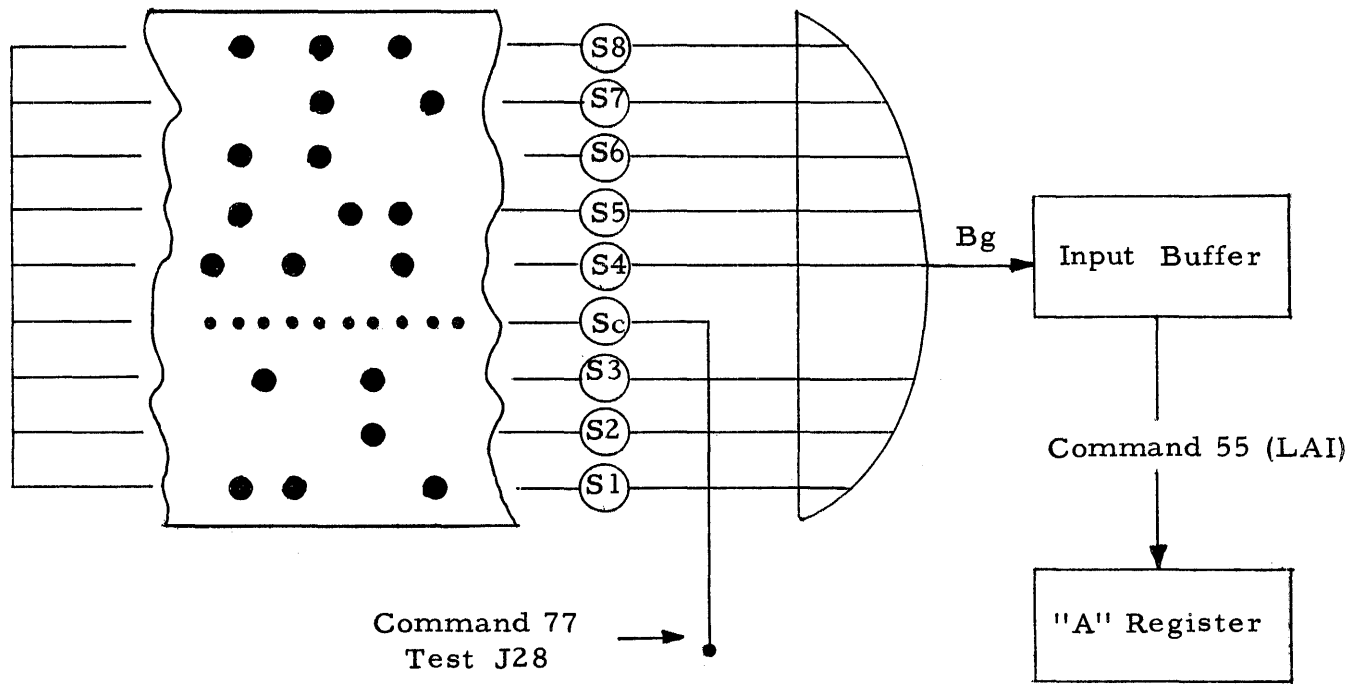 S8
S7
S6
S5
S4
Sc
S3
S2
S1
Bg
Input Buffer
Command 55 (LAI)
"A" Register
Command 77
Test J28